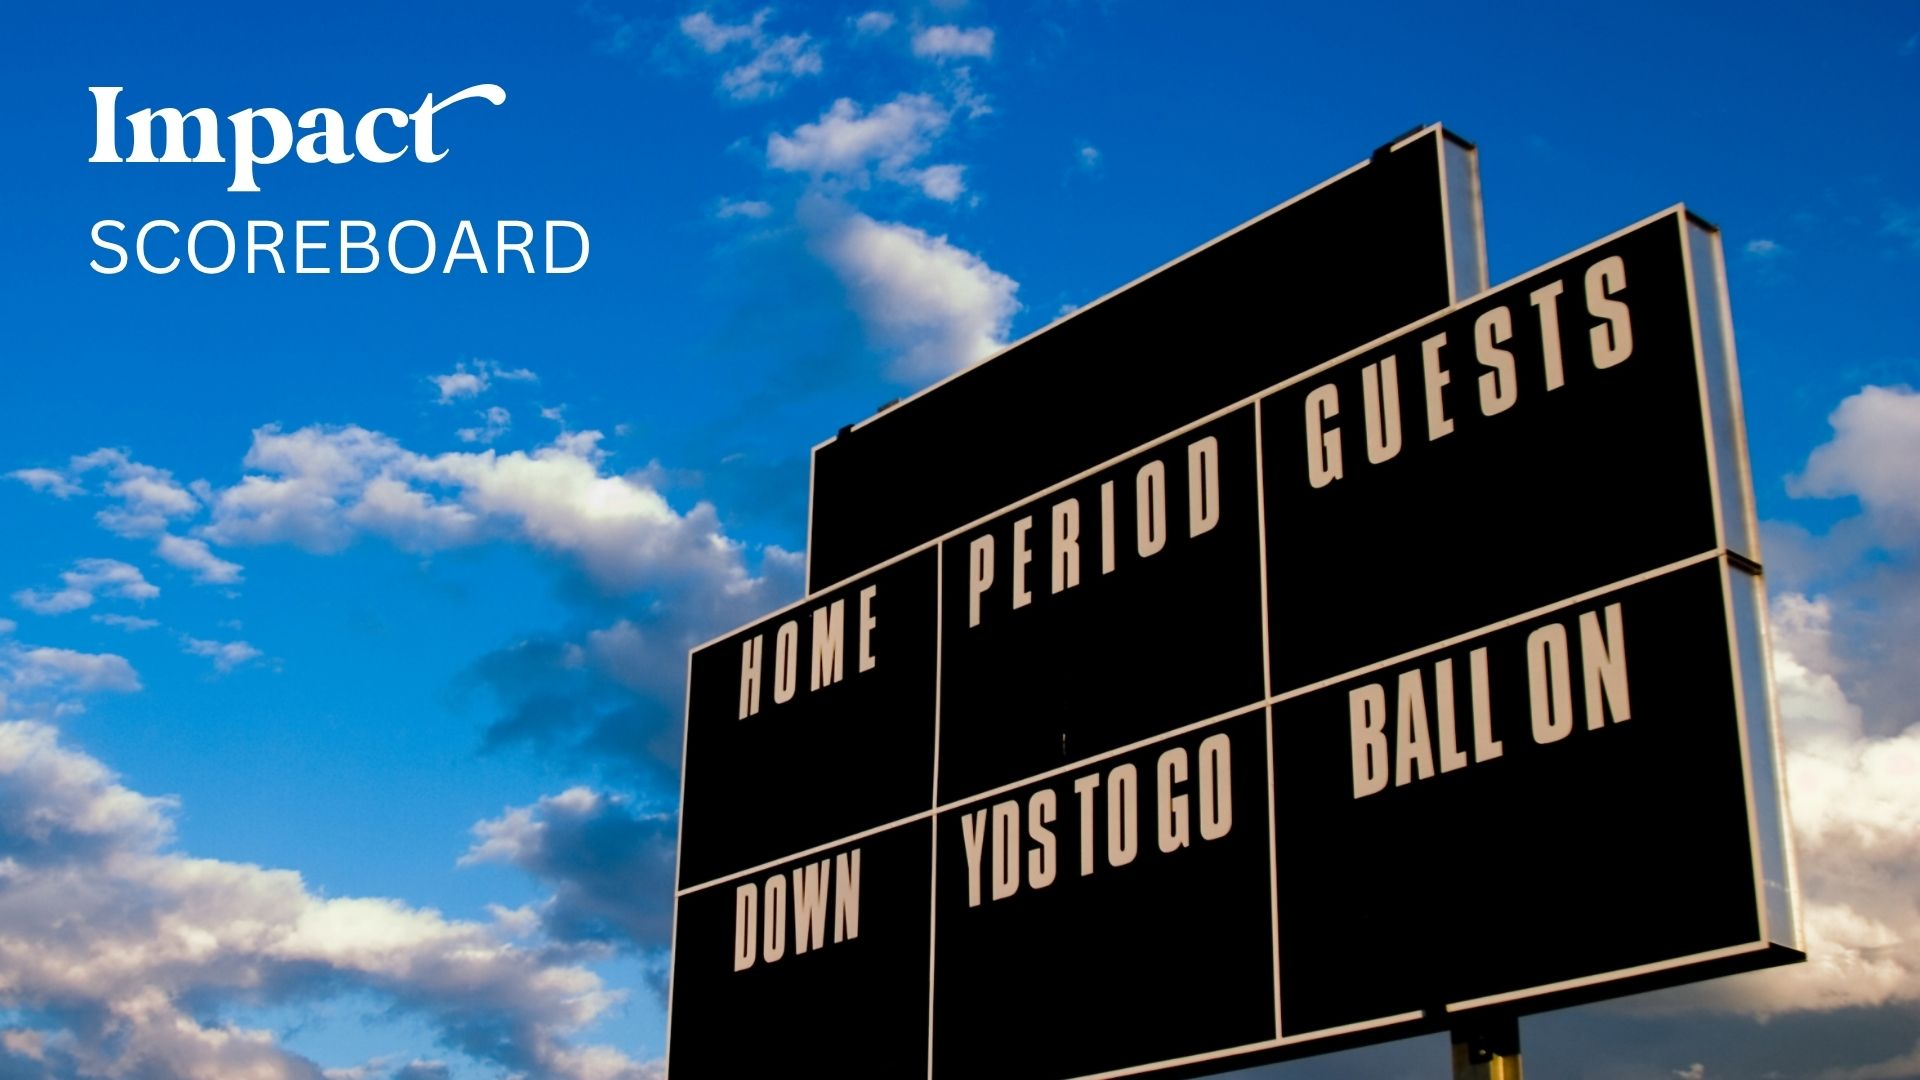 Impact
SCOREBOARD
HOME
PERIOD
GUESTS
DOWN
YDS TO GO
BALL ON